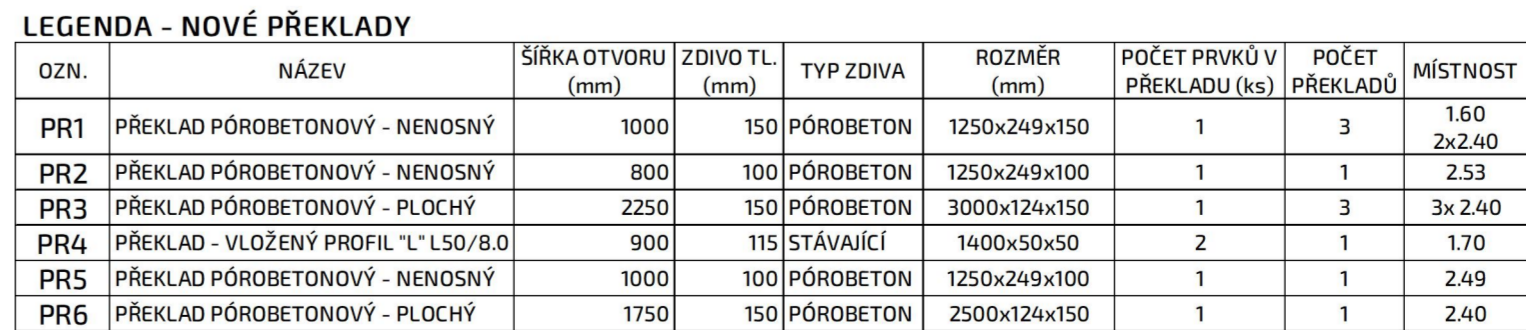 LEGENDA - NOVÉ PŘEKLADY
OZN. NÁZEV ŠÍŘKA OTVORU (mm) ZDIVO TL. (mm) TYP ZDIVA ROZMĚR (mm) POČET PRVKŮ V PŘEKLADU (ks) POČET PŘEKLADŮ MÍSTNOST
PR1 PŘEKLAD PÓROBETONOVÝ - NENOSNÝ 1000 150 PÓROBETON 1250x249x150 1 3 1.60 2x2.40
PR2 PŘEKLAD PÓROBETONOVÝ - NENOSNÝ 800 100 PÓROBETON 1250x249x100 1 1 2.53
PR3 PŘEKLAD PÓROBETONOVÝ - PLOCHÝ 2250 150 PÓROBETON 3000x124x150 1 3 3x 2.40
PR4 PŘEKLAD - VLOŽENÝ PROFIL "L" L50/8.0 900 115 STÁVAJÍCÍ 1400x50x50 2 1 1.70
PR5 PŘEKLAD PÓROBETONOVÝ - NENOSNÝ 1000 100 PÓROBETON 1250x249x100 1 1 2.49
PR6 PŘEKLAD PÓROBETONOVÝ - PLOCHÝ 1750 150 PÓROBETON 2500x124x150 1 1 2.40